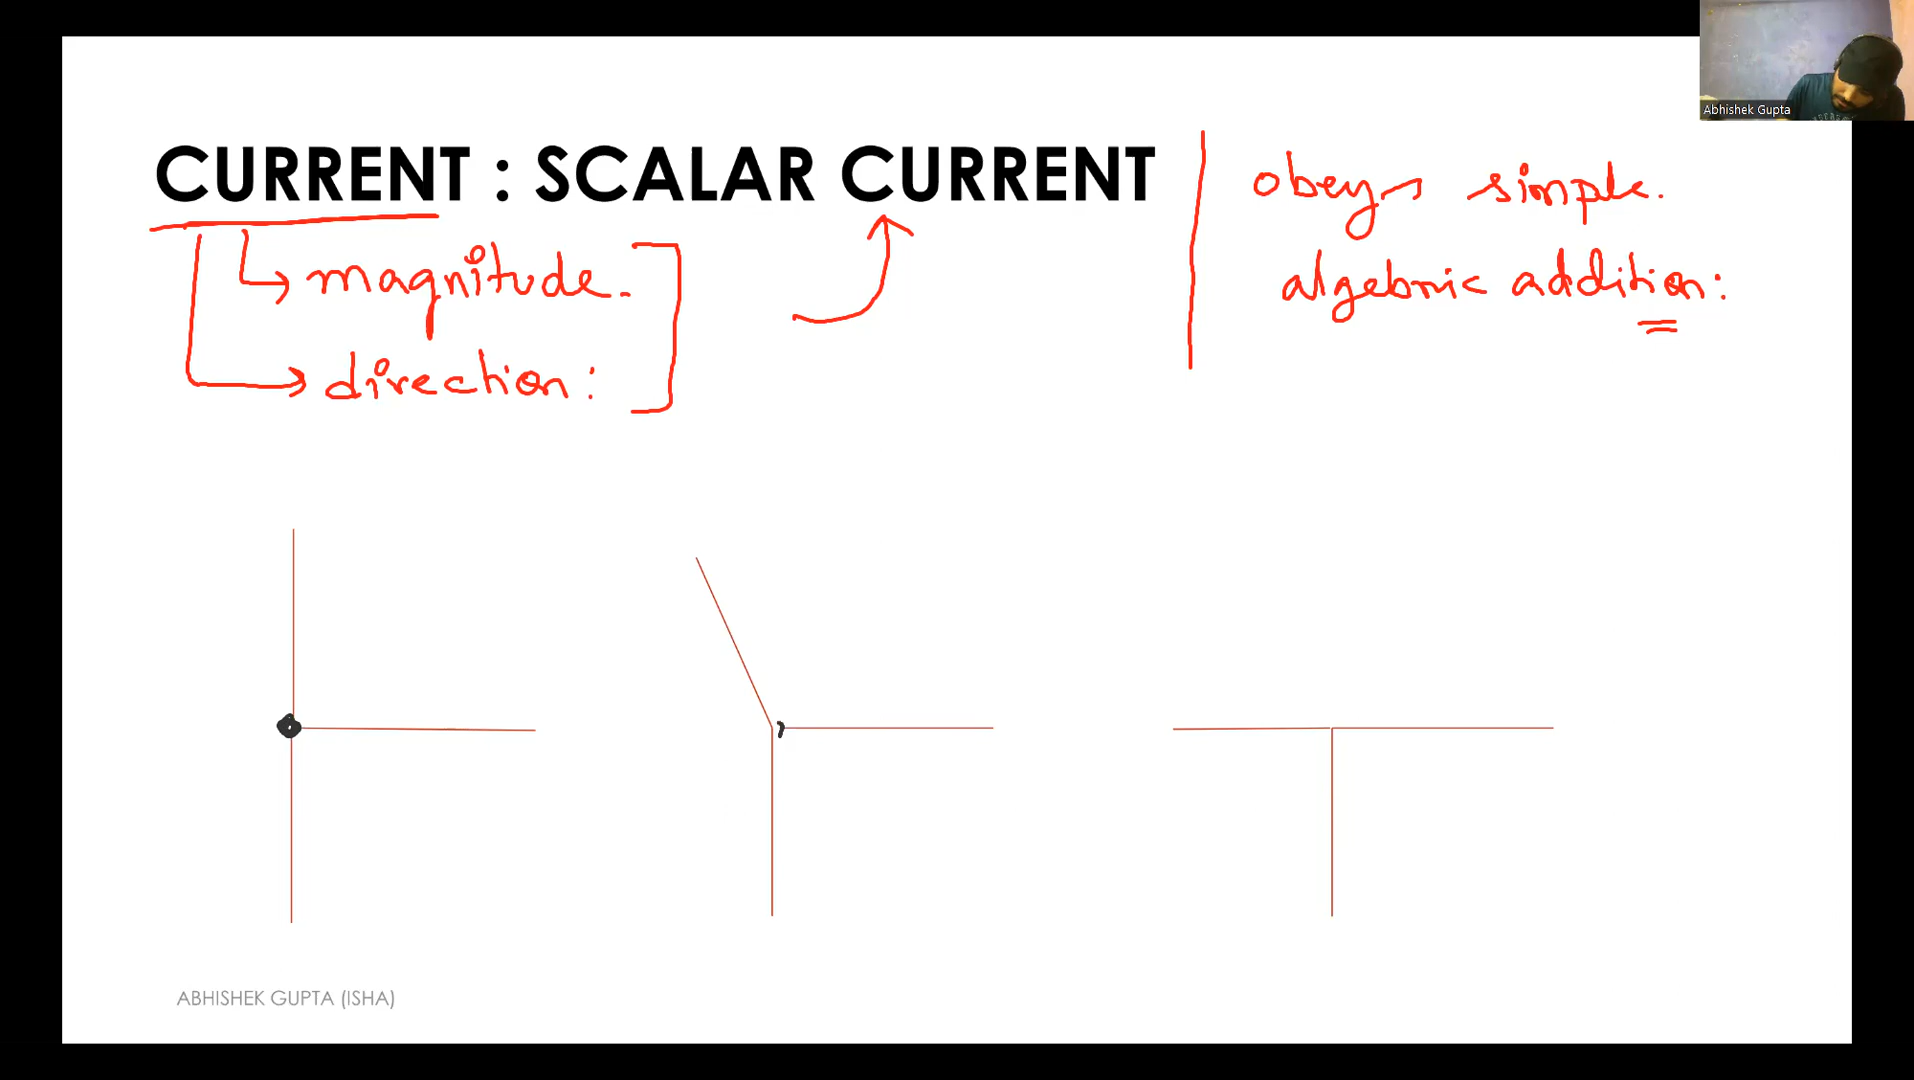 Abhishek Gupta
CURRENT : SCALAR CURRENT
obeys simple.
algebric addition:
magnitude.
direction:
ABHISHEK GUPTA (ISHA)